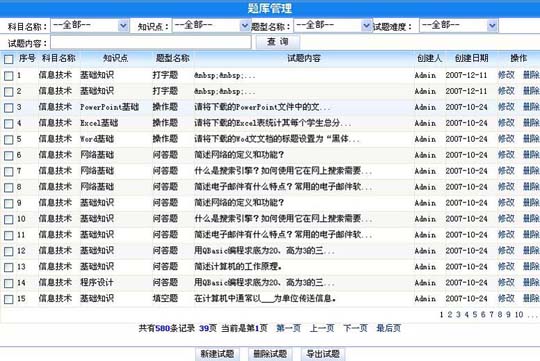 题库管理
科目名称: --全部-- 知识点: --全部-- 题型名称: --全部-- 试题难度: --全部--
试题内容: 查 询
序号 科目名称 知识点 题型名称 试题内容 创建人 创建日期 操作
1 信息技术 基础知识 打字题 &nbsp;&nbsp;... Admin 2007-12-11 修改 删除
2 信息技术 基础知识 打字题 &nbsp;&nbsp;... Admin 2007-12-11 修改 删除
3 信息技术 PowerPoint基础 操作题 请将下载的PowerPoint文件中的文... Admin 2007-10-24 修改 删除
4 信息技术 Excel基础 操作题 请将下载的Excel表统计其每个学生总分... Admin 2007-10-24 修改 删除
5 信息技术 Word基础 操作题 请将下载的Wod文文档的标题设置为“黑体... Admin 2007-10-24 修改 删除
6 信息技术 网络基础 问答题 简述网络的定义和功能? Admin 2007-10-24 修改 删除
7 信息技术 网络基础 问答题 什么是搜索引擎? 如何使用它在网上搜索需要... Admin 2007-10-24 修改 删除
8 信息技术 网络基础 问答题 简述电子邮件有什么特点? 常用的电子邮件软... Admin 2007-10-24 修改 删除
9 信息技术 基础知识 问答题 简述网络的定义和功能? Admin 2007-10-24 修改 删除
10 信息技术 基础知识 问答题 什么是搜索引擎? 如何使用它在网上搜索需要... Admin 2007-10-24 修改 删除
11 信息技术 基础知识 问答题 简述电子邮件有什么特点? 常用的电子邮件软... Admin 2007-10-24 修改 删除
12 信息技术 基础知识 问答题 用QBasic编程求底为20、高为3的三... Admin 2007-10-24 修改 删除
13 信息技术 基础知识 问答题 简述计算机的工作原理。 Admin 2007-10-24 修改 删除
14 信息技术 程序设计 问答题 用QBasic编程求底为20、高为3的三... Admin 2007-10-24 修改 删除
15 信息技术 基础知识 填空题 在计算机中通常以___为单位传送信息。 Admin 2007-10-24 修改 删除
1 2 3 4 5 6 7 8 9 10 ...
共有580条记录 39页 当前是第1页 第一页 上一页 下一页 最后页
新建试题 删除试题 导出试题